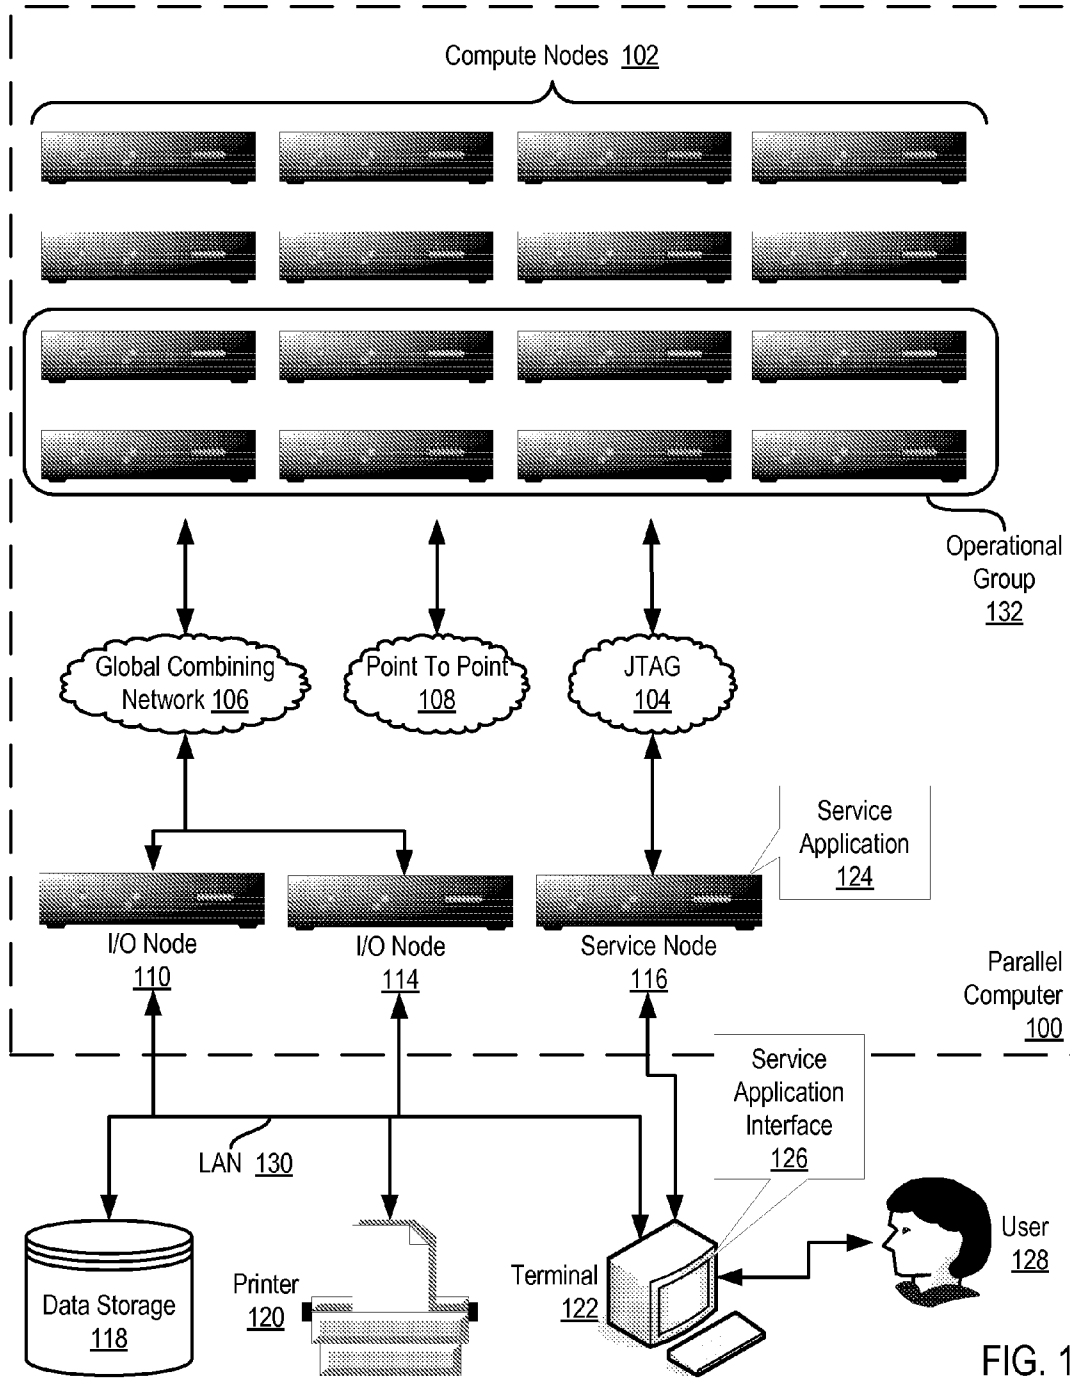 Compute Nodes 102
Operational
Group
132
Global Combining
Network 106
Point To Point
108
JTAG
104
Service
Application
124
I/O Node
110
I/O Node
114
Service Node
116
Parallel
Computer
100
Service
Application
Interface
126
LAN 130
Data Storage
118
Printer
120
Terminal
122
User
128
FIG. 1